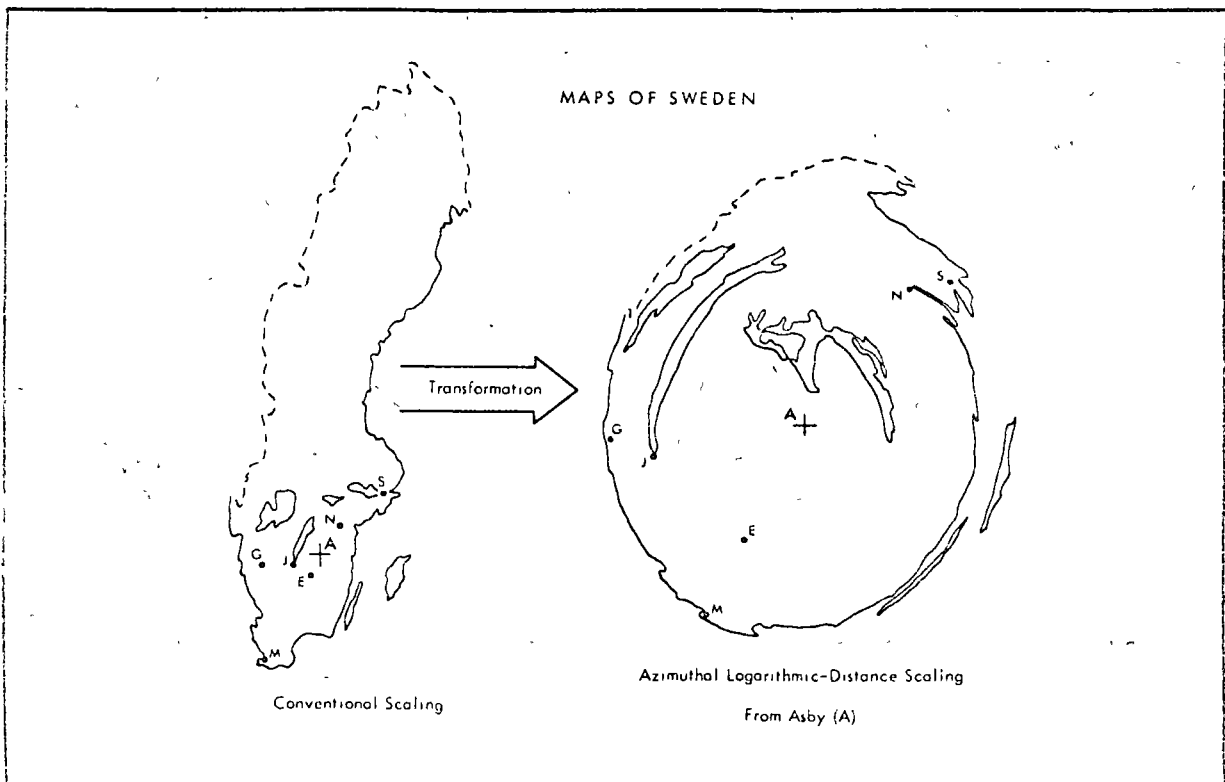 MAPS OF SWEDEN
Transformation
S
N
A
G
J
E
M
S
N
A
G
J
E
M
Conventional Scaling
Azimuthal Logarithmic-Distance Scaling
From Asby (A)